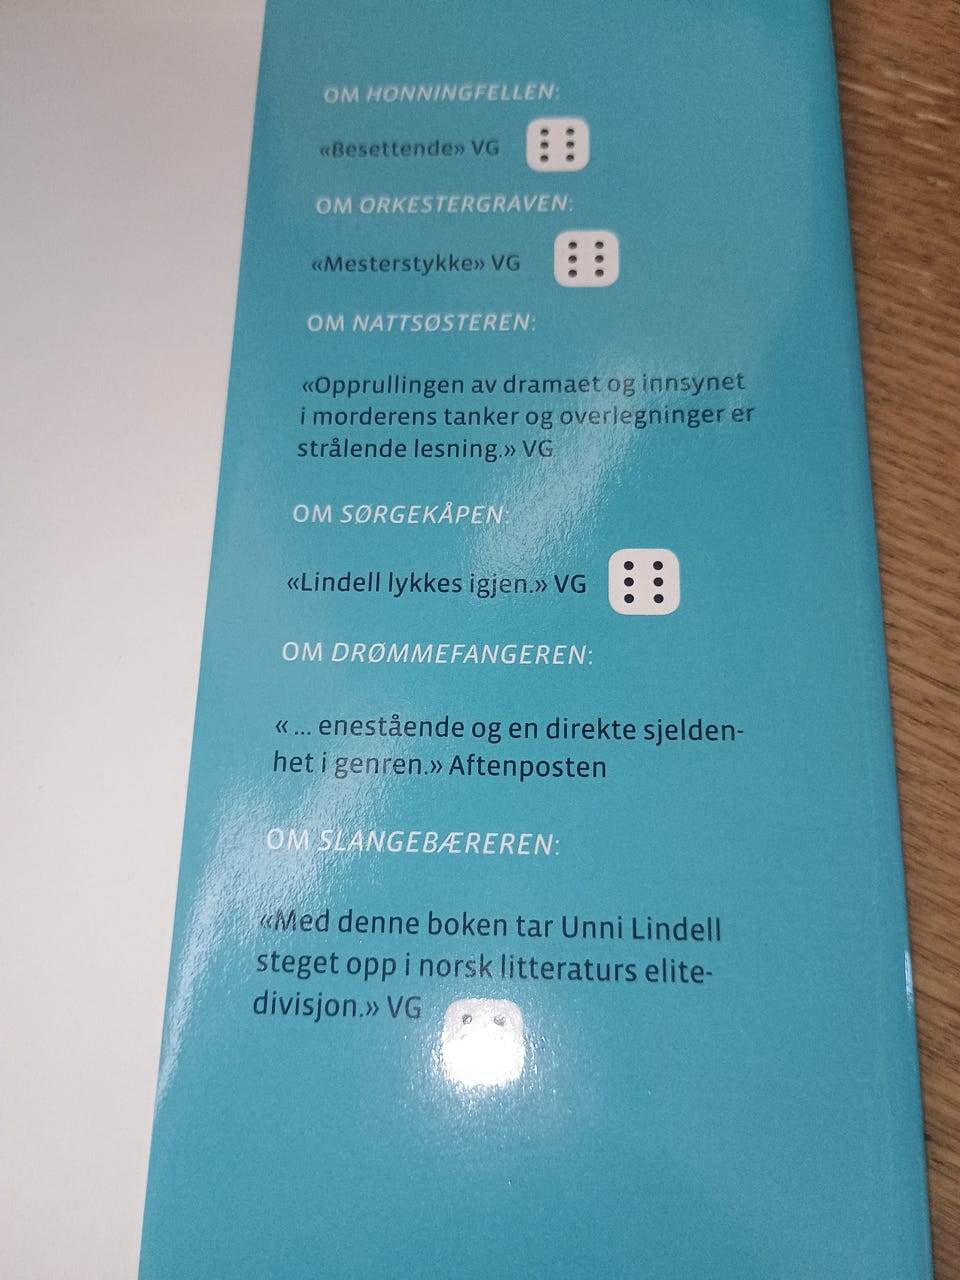 OM HONNINGFELLEN:
«Besettende» VG
OM ORKESTERGRAVEN:
«Mesterstykke» VG
OM NATTSØSTEREN:
«Opprullingen av dramaet og innsynet
i morderens tanker og overlegninger er
strålende lesning.» VG
OM SØRGEKÅPEN:
«Lindell lykkes igjen.» VG
OM DRØMMEFANGEREN:
« ... enestående og en direkte sjelden-
het i genren.» Aftenposten
OM SLANGEBÆREREN:
«Med denne boken tar Unni Lindell
steget opp i norsk litteraturs elite-
divisjon.» VG